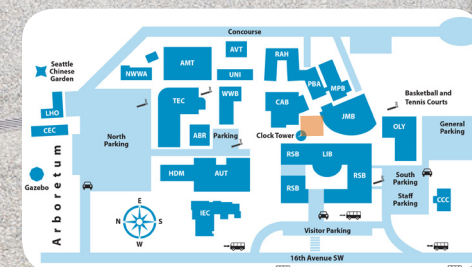 Concourse
Seattle
Chinese
Garden
NWWA
AMT
AVT
UNI
RAH
PBA
MPB
LHO
CEC
TEC
WWB
CAB
JMB
Basketball and
Tennis Courts
North
Parking
ABR
Parking
Clock Tower
OLY
General
Parking
Gazebo
Arboretum
HDM
AUT
RSB
LIB
RSB
RSB
South
Parking
Staff
Parking
CCC
IEC
E
N
S
W
Visitor Parking
16th Avenue SW